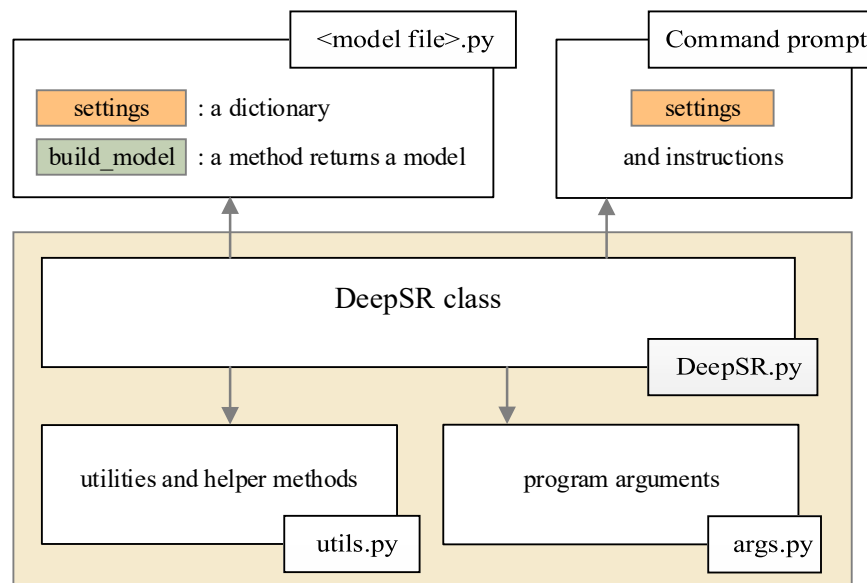 <model file>.py
Command prompt
settings : a dictionary
settings
build_model : a method returns a model
and instructions
DeepSR class
DeepSR.py
utilities and helper methods
program arguments
utils.py
args.py